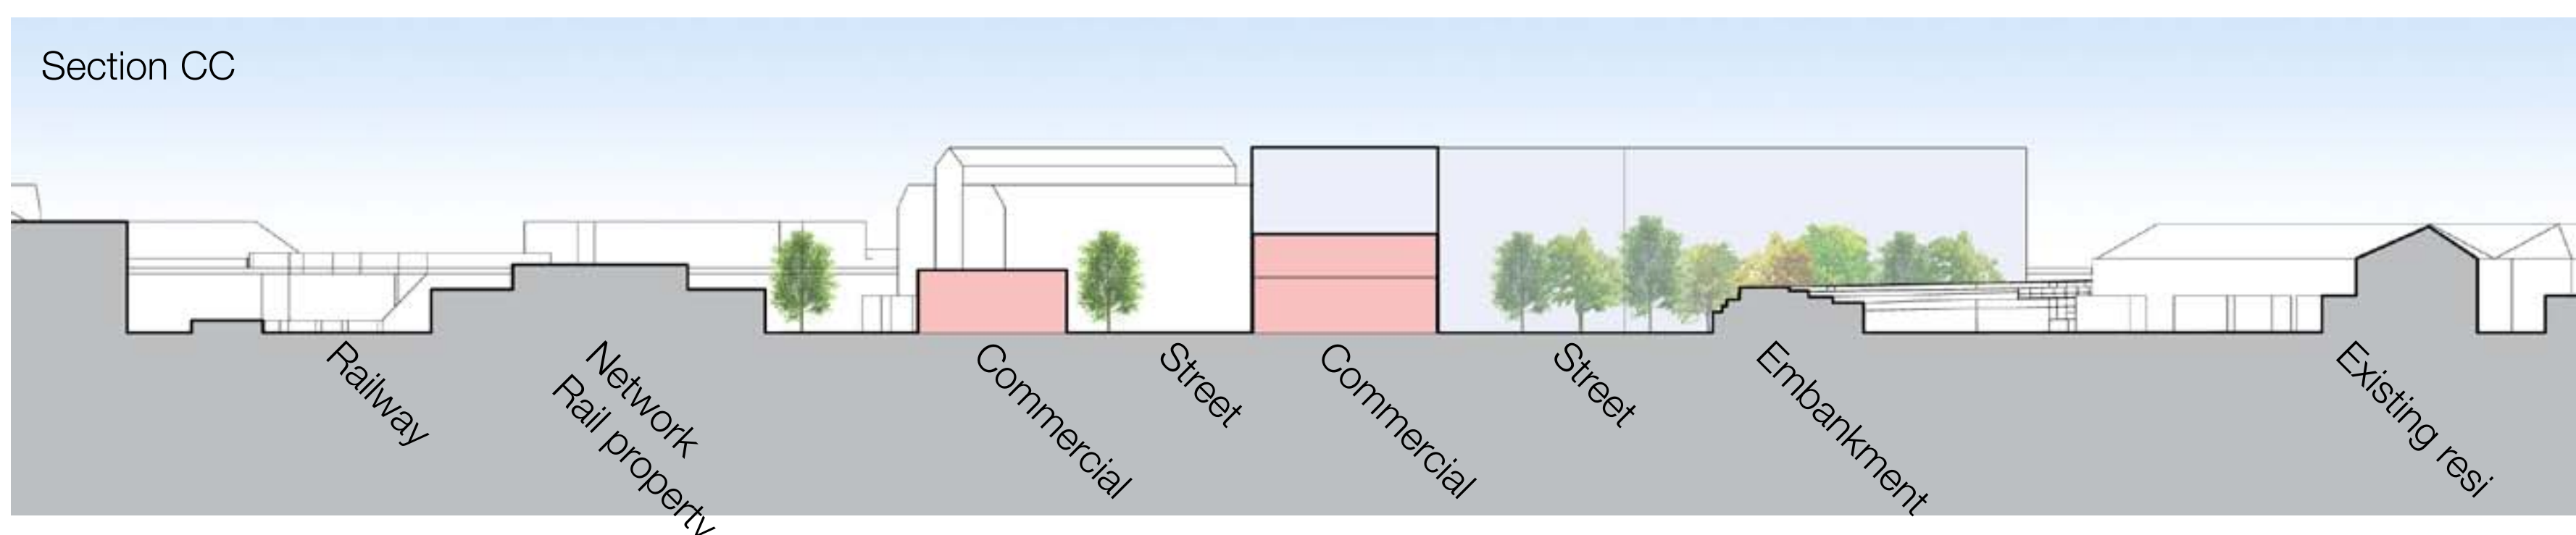 Section CC
Railway
Network
Rail property
Commercial
Street
Commercial
Street
Embankment
Existing resi